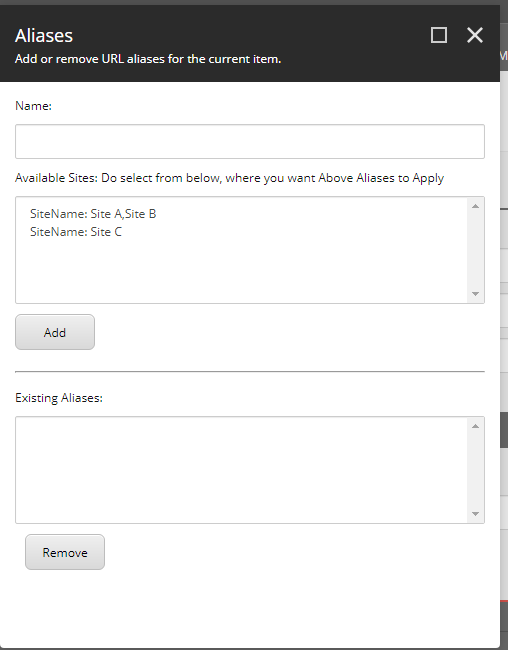 Aliases
Add or remove URL aliases for the current item.
Name:
Available Sites: Do select from below, where you want Above Aliases to Apply
SiteName: Site A,Site B
SiteName: Site C
Add
Existing Aliases:
Remove